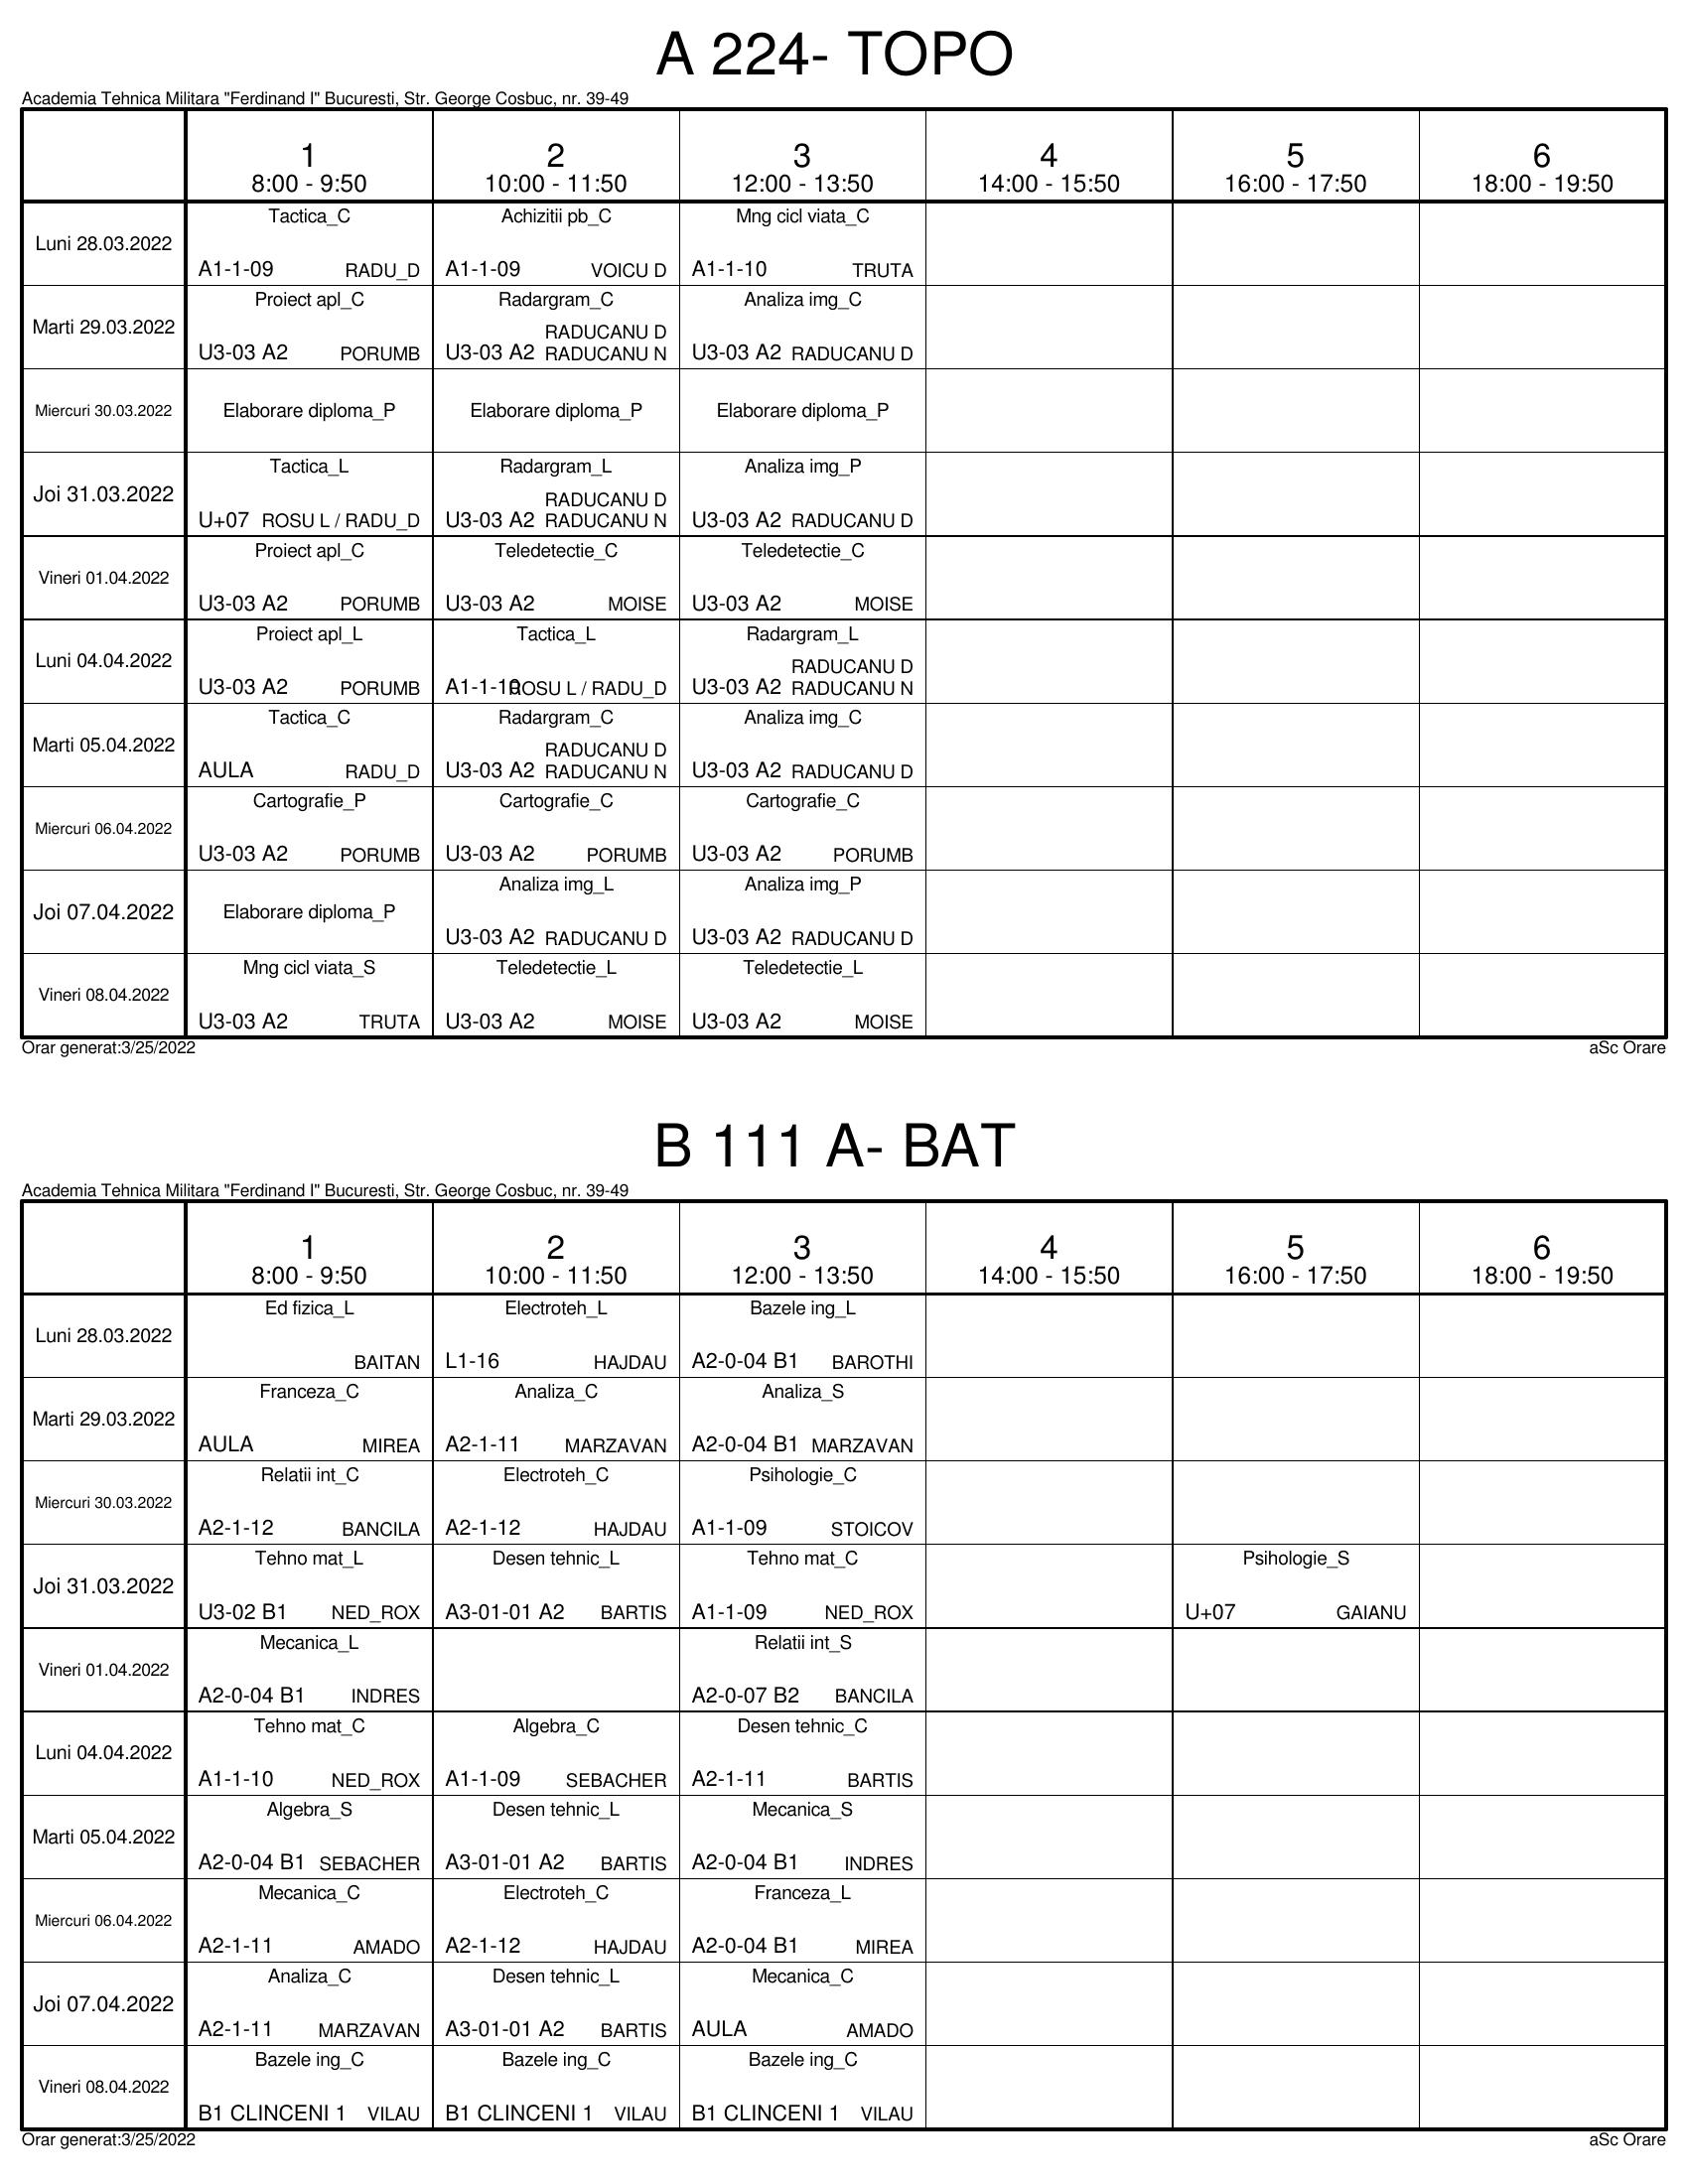 A 224- TOPO
Academia Tehnica Militara "Ferdinand I" Bucuresti, Str. George Cosbuc, nr. 39-49
1 2 3 4 5 6
8:00 - 9:50 10:00 - 11:50 12:00 - 13:50 14:00 - 15:50 16:00 - 17:50 18:00 - 19:50
Tactica_C Achizitii pb_C Mng cicl viata_C
Luni 28.03.2022
A1-1-09 RADU_D A1-1-09 VOICU D A1-1-10 TRUTA
Proiect apl_C Radargram_C Analiza img_C
Marti 29.03.2022 RADUCANU D
U3-03 A2 PORUMB U3-03 A2 RADUCANU N U3-03 A2 RADUCANU D
Miercuri 30.03.2022 Elaborare diploma_P Elaborare diploma_P Elaborare diploma_P
Tactica_L Radargram_L Analiza img_P
Joi 31.03.2022 RADUCANU D
U+07 ROSU L / RADU_D U3-03 A2 RADUCANU N U3-03 A2 RADUCANU D
Proiect apl_C Teledetectie_C Teledetectie_C
Vineri 01.04.2022
U3-03 A2 PORUMB U3-03 A2 MOISE U3-03 A2 MOISE
Proiect apl_L Tactica_L Radargram_L
Luni 04.04.2022 RADUCANU D
U3-03 A2 PORUMB A1-1-10 ROSU L / RADU_D U3-03 A2 RADUCANU N
Tactica_C Radargram_C Analiza img_C
Marti 05.04.2022 RADUCANU D
AULA RADU_D U3-03 A2 RADUCANU N U3-03 A2 RADUCANU D
Cartografie_P Cartografie_C Cartografie_C
Miercuri 06.04.2022
U3-03 A2 PORUMB U3-03 A2 PORUMB U3-03 A2 PORUMB
Analiza img_L Analiza img_P
Joi 07.04.2022 Elaborare diploma_P
U3-03 A2 RADUCANU D U3-03 A2 RADUCANU D
Mng cicl viata_S Teledetectie_L Teledetectie_L
Vineri 08.04.2022
U3-03 A2 TRUTA U3-03 A2 MOISE U3-03 A2 MOISE
Orar generat:3/25/2022 aSc Orare
B 111 A- BAT
Academia Tehnica Militara "Ferdinand I" Bucuresti, Str. George Cosbuc, nr. 39-49
1 2 3 4 5 6
8:00 - 9:50 10:00 - 11:50 12:00 - 13:50 14:00 - 15:50 16:00 - 17:50 18:00 - 19:50
Ed fizica_L Electroteh_L Bazele ing_L
Luni 28.03.2022
BAITAN L1-16 HAJDAU A2-0-04 B1 BAROTHI
Franceza_C Analiza_C Analiza_S
Marti 29.03.2022
AULA MIREA A2-1-11 MARZAVAN A2-0-04 B1 MARZAVAN
Relatii int_C Electroteh_C Psihologie_C
Miercuri 30.03.2022
A2-1-12 BANCILA A2-1-12 HAJDAU A1-1-09 STOICOV
Tehno mat_L Desen tehnic_L Tehno mat_C Psihologie_S
Joi 31.03.2022
U3-02 B1 NED_ROX A3-01-01 A2 BARTIS A1-1-09 NED_ROX U+07 GAIANU
Mecanica_L Relatii int_S
Vineri 01.04.2022
A2-0-04 B1 INDRES A2-0-07 B2 BANCILA
Tehno mat_C Algebra_C Desen tehnic_C
Luni 04.04.2022
A1-1-10 NED_ROX A1-1-09 SEBACHER A2-1-11 BARTIS
Algebra_S Desen tehnic_L Mecanica_S
Marti 05.04.2022
A2-0-04 B1 SEBACHER A3-01-01 A2 BARTIS A2-0-04 B1 INDRES
Mecanica_C Electroteh_C Franceza_L
Miercuri 06.04.2022
A2-1-11 AMADO A2-1-12 HAJDAU A2-0-04 B1 MIREA
Analiza_C Desen tehnic_L Mecanica_C
Joi 07.04.2022
A2-1-11 MARZAVAN A3-01-01 A2 BARTIS AULA AMADO
Bazele ing_C Bazele ing_C Bazele ing_C
Vineri 08.04.2022
B1 CLINCENI 1 VILAU B1 CLINCENI 1 VILAU B1 CLINCENI 1 VILAU
Orar generat:3/25/2022 aSc Orare